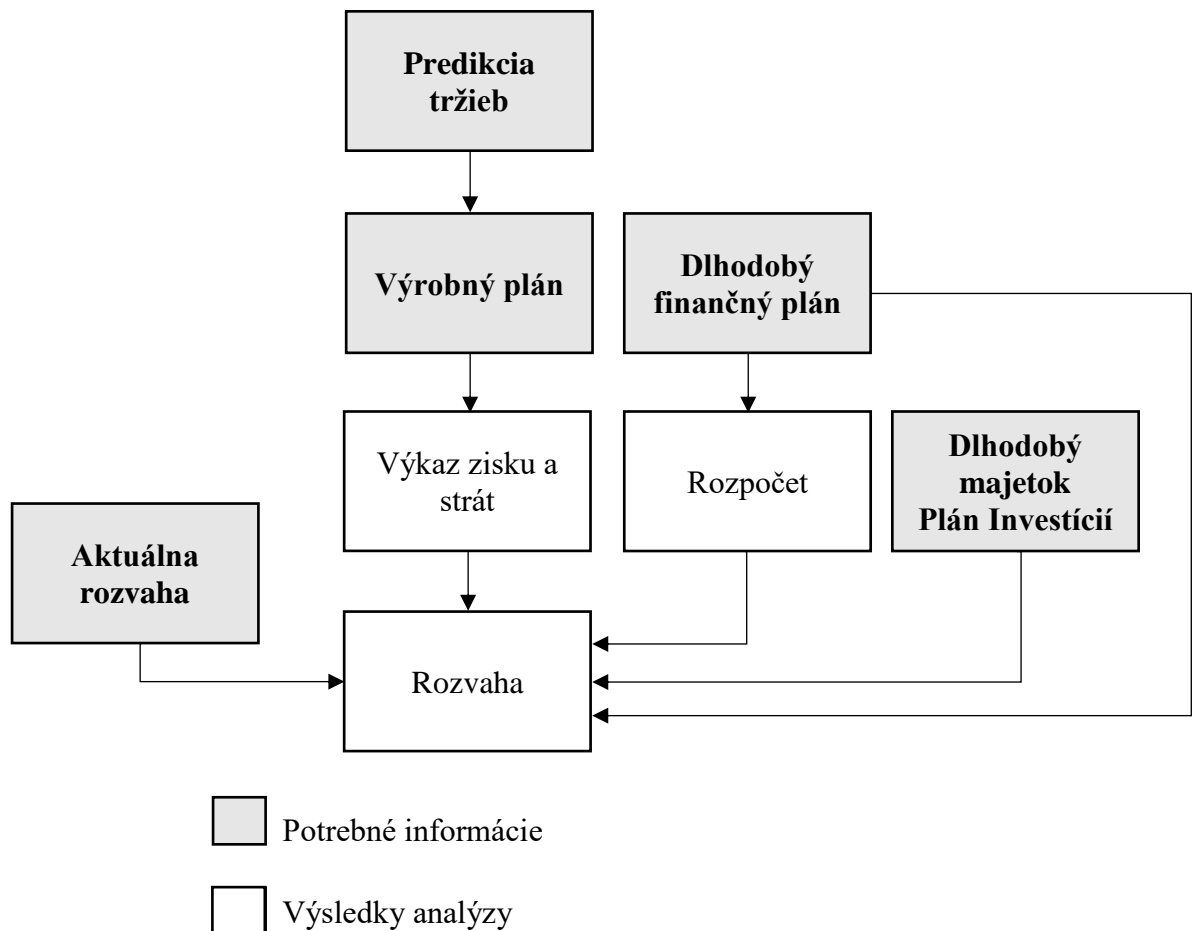 Predikcia
tržieb
Výrobný plán
Dlhodobý
finančný plán
Výkaz zisku a
strát
Rozpočet
Dlhodobý
majetok
Plán Investícií
Aktuálna
rozvaha
Rozvaha
Potrebné informácie
Výsledky analýzy